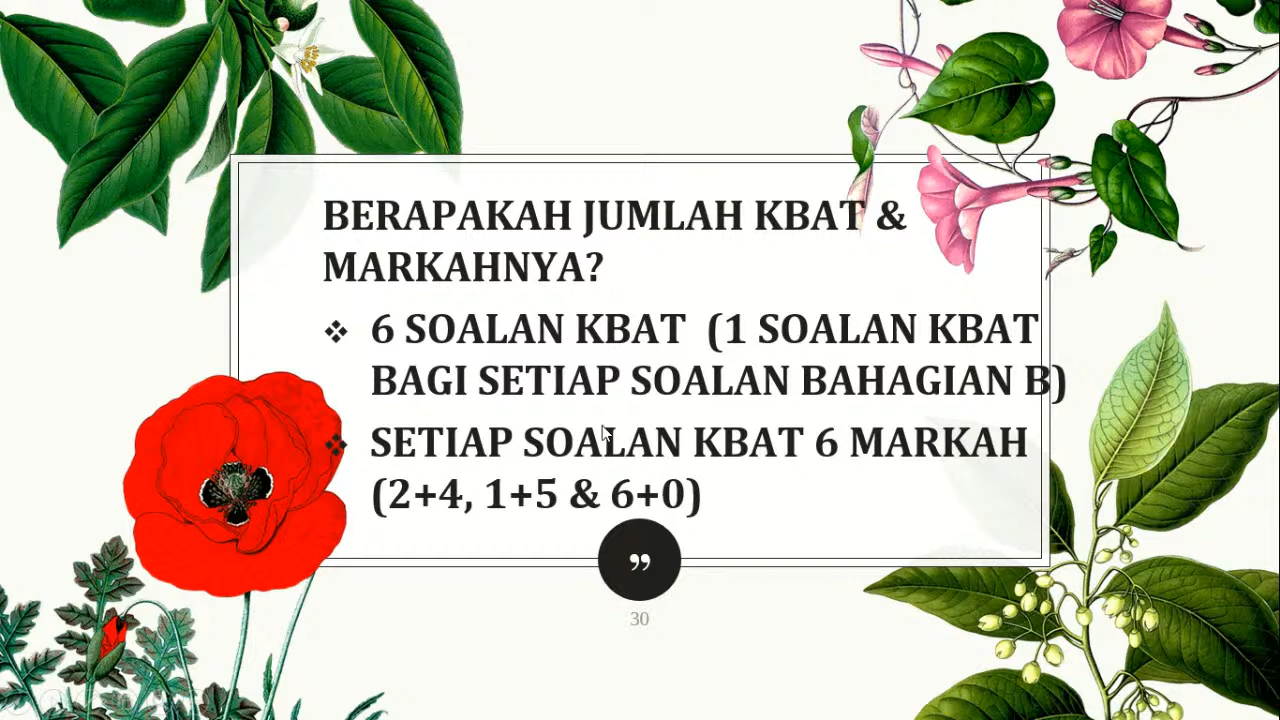 BERAPAKAH JUMLAH KBAT &
MARKAHNYA?
❖ 6 SOALAN KBAT (1 SOALAN KBAT
BAGI SETIAP SOALAN BAHAGIAN B)
❖ SETIAP SOALAN KBAT 6 MARKAH
(2+4, 1+5 & 6+0)
”
30